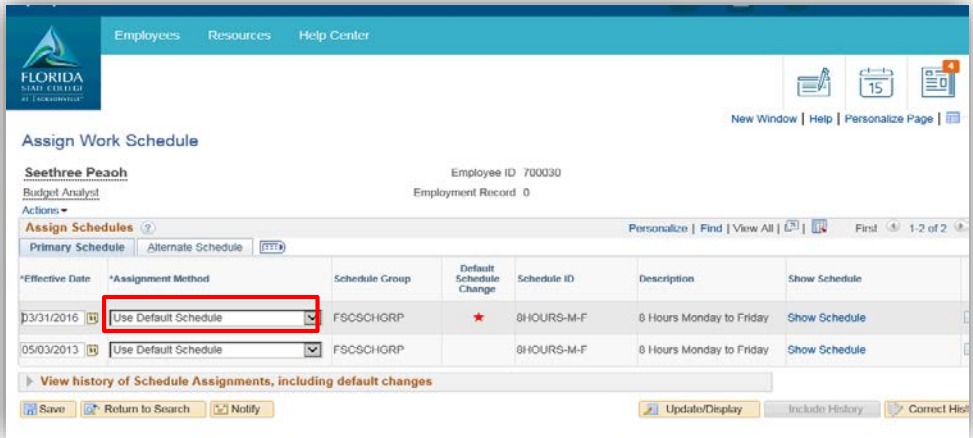 Employees Resources Help Center
FLORIDA
STATE COLLEGE
AT JACKSONVILLE
4
15
New Window | Help | Personalize Page |
Assign Work Schedule
Seethree Peaoh Employee ID 700030
Budget Analyst Employment Record 0
Actions
Assign Schedules ? Personalize | Find | View All | First 1-2 of 2
Primary Schedule Alternate Schedule
*Effective Date *Assignment Method Schedule Group Default Schedule Change Schedule ID Description Show Schedule
03/31/2016 Use Default Schedule FSCSCHGRP 8HOURS-M-F 8 Hours Monday to Friday Show Schedule
05/03/2013 Use Default Schedule FSCSCHGRP 8HOURS-M-F 8 Hours Monday to Friday Show Schedule
View history of Schedule Assignments, including default changes
Save Return to Search Notify Update/Display Include History Correct Hist